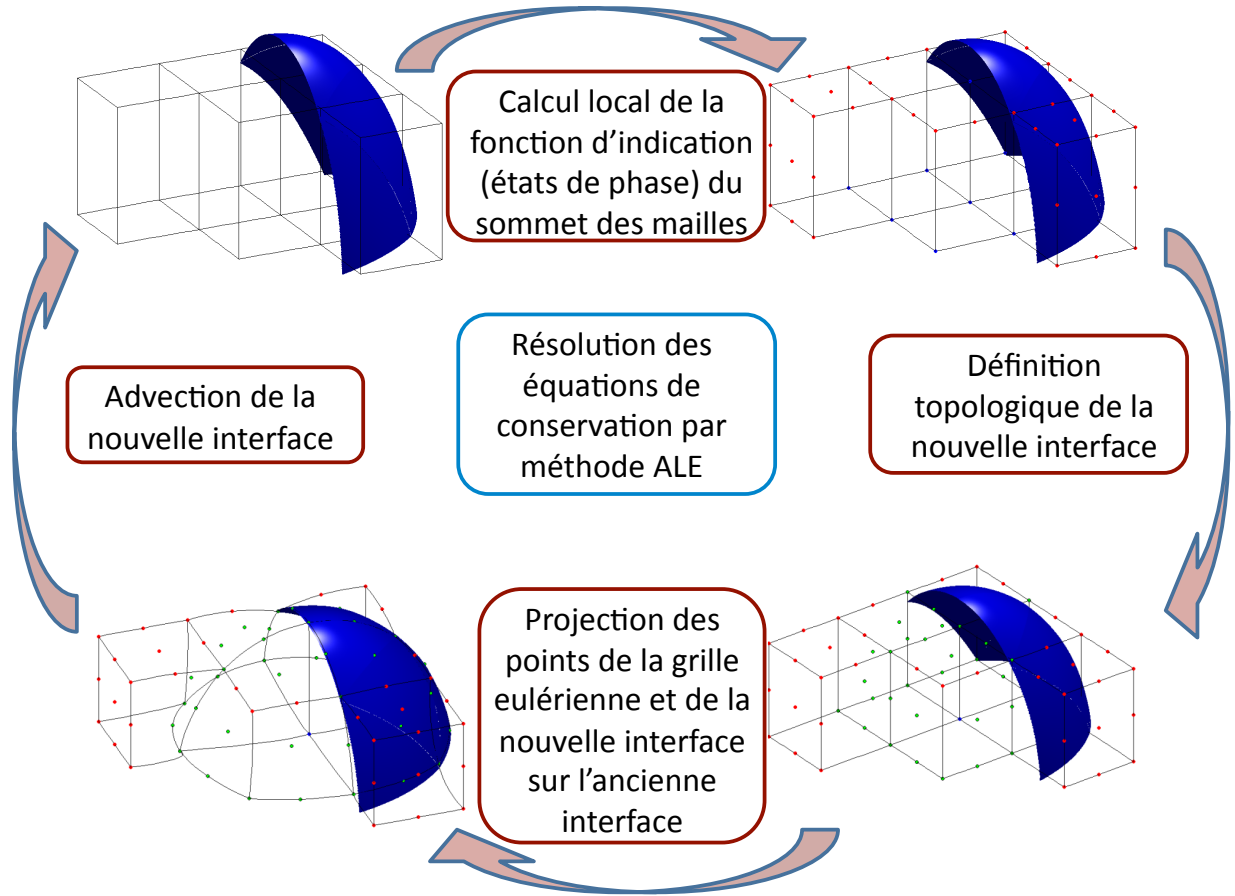 Calcul local de la
fonction d'indication
(états de phase) du
sommet des mailles
Advection de la
nouvelle interface
Résolution des
équations de
conservation par
méthode ALE
Définition
topologique de la
nouvelle interface
Projection des
points de la grille
eulérienne et de la
nouvelle interface
sur l'ancienne
interface